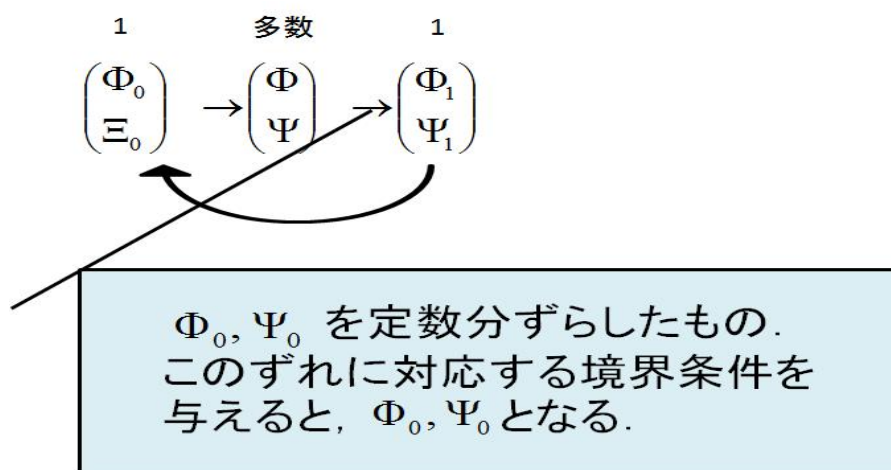 1 多数 1
(Φ₀ Ξ₀) → (Φ Ψ) → (Φ₁ Ψ₁)
Φ₀, Ψ₀ を定数分ずらしたもの.
このずれに対応する境界条件を
与えると, Φ₀, Ψ₀となる.